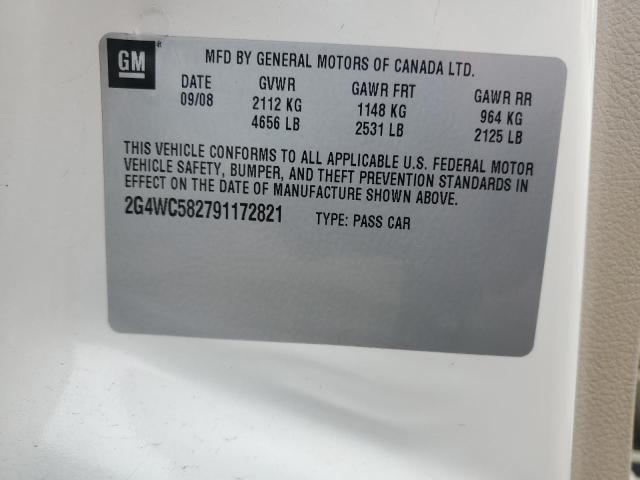 GM® MFD BY GENERAL MOTORS OF CANADA LTD.
DATE GVWR GAWR FRT GAWR RR
09/08 2112 KG 1148 KG 964 KG
4656 LB 2531 LB 2125 LB
THIS VEHICLE CONFORMS TO ALL APPLICABLE U.S. FEDERAL MOTOR
VEHICLE SAFETY, BUMPER, AND THEFT PREVENTION STANDARDS IN
EFFECT ON THE DATE OF MANUFACTURE SHOWN ABOVE.
2G4WC582791172821 TYPE: PASS CAR